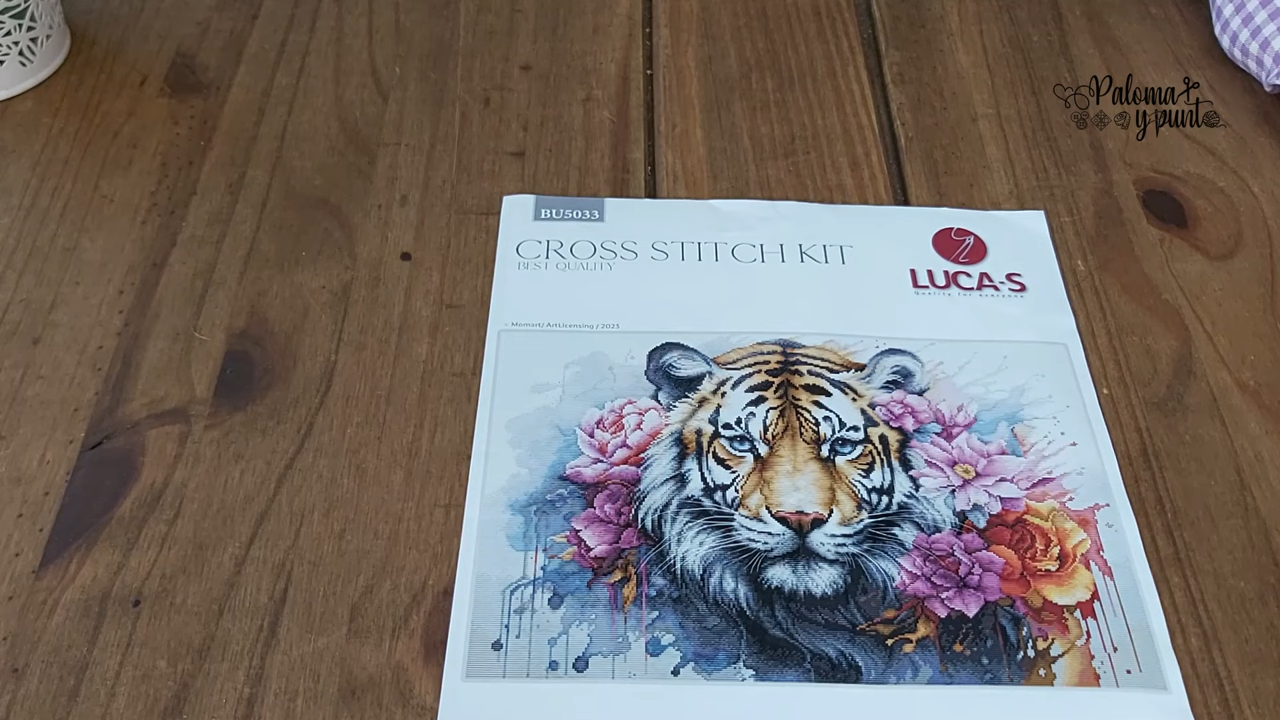 Paloma
y punto
BU5033
CROSS STITCH KIT
BEST QUALITY
LUCA-S
Quality for everyone
© Momart/ ArtLicensing / 2023